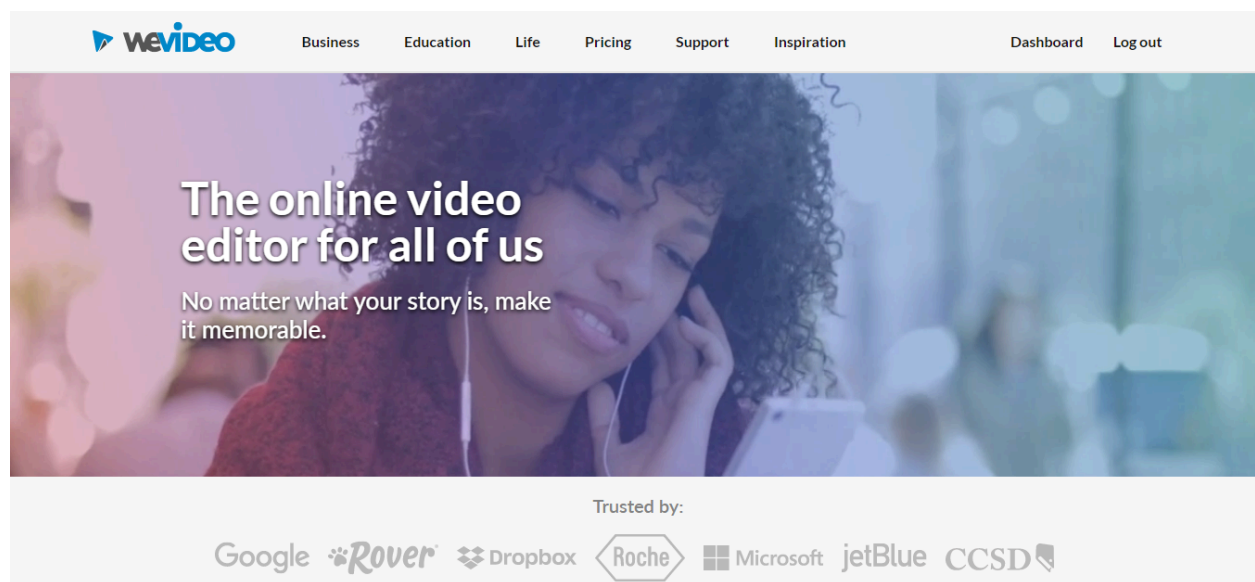 WEVIDEO Business Education Life Pricing Support Inspiration Dashboard Log out
The online video
editor for all of us
No matter what your story is, make
it memorable.
Trusted by:
Google Rover Dropbox Roche Microsoft jetBlue CCSD